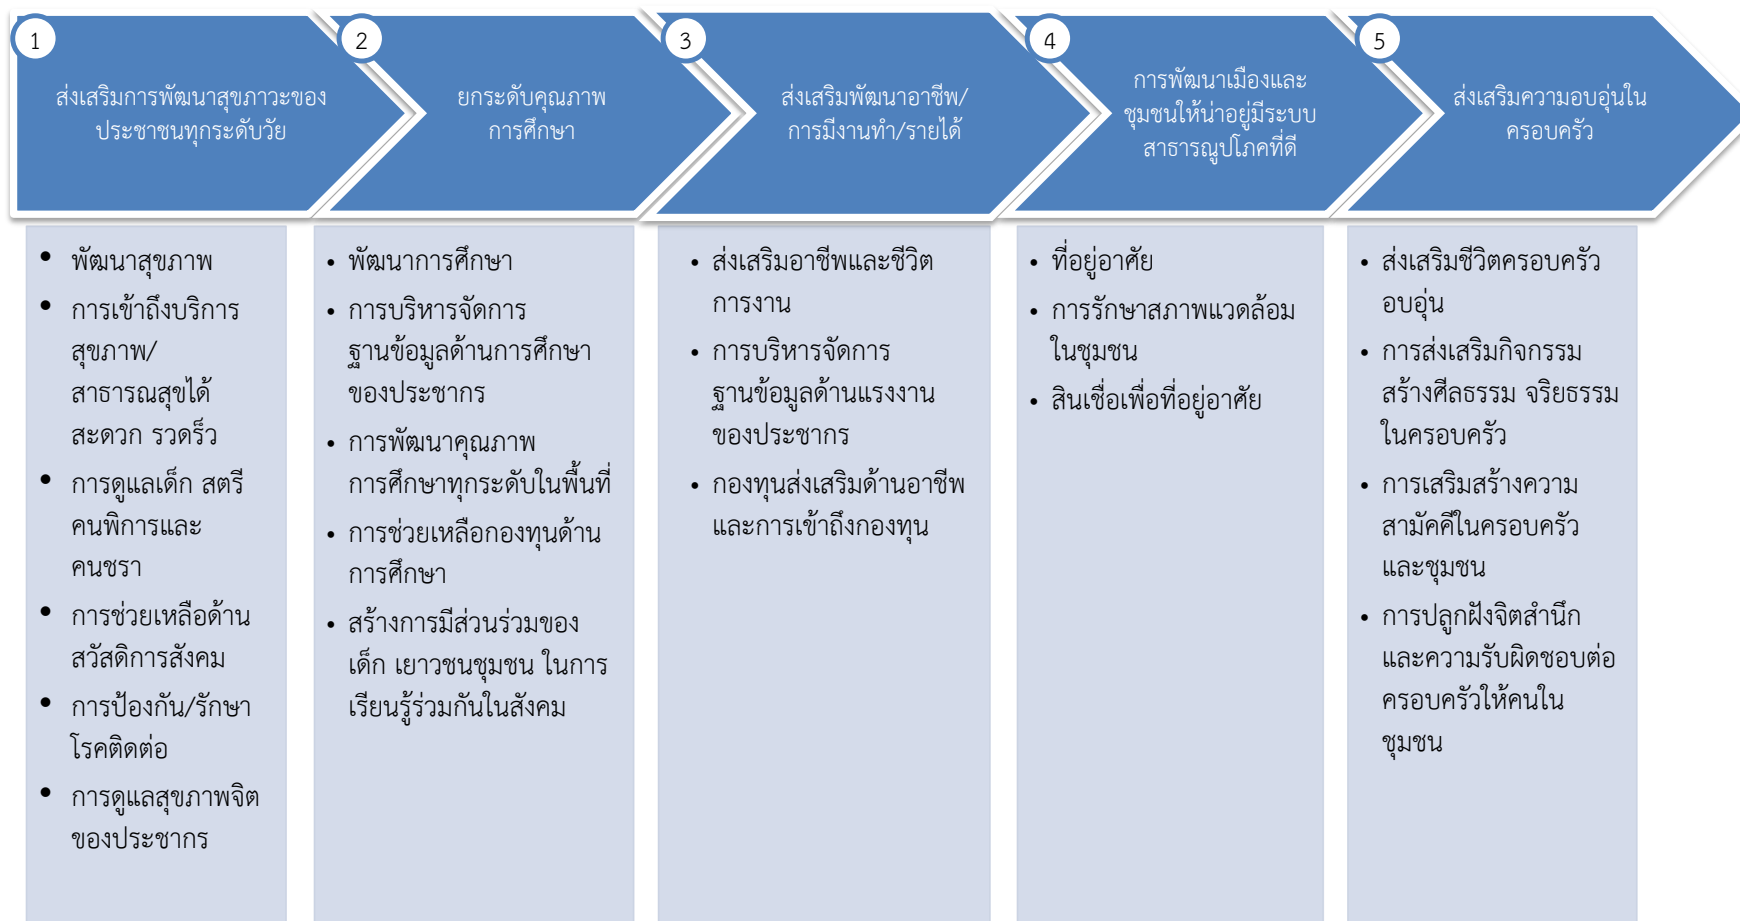 1
ส่งเสริมการพัฒนาสุขภาวะของ
ประชาชนทุกระดับวัย
2
ยกระดับคุณภาพ
การศึกษา
3
ส่งเสริมพัฒนาอาชีพ/
การมีงานทำ/รายได้
4
การพัฒนาเมืองและ
ชุมชนให้น่าอยู่มีระบบ
สาธารณูปโภคที่ดี
5
ส่งเสริมความอบอุ่นใน
ครอบครัว
• พัฒนาสุขภาพ
• การเข้าถึงบริการ
สุขภาพ/
สาธารณสุขได้
สะดวก รวดร็ว
• การดูแลเด็ก สตรี
คนพิการและ
คนชรา
• การช่วยเหลือด้าน
สวัสดิการสังคม
• การป้องกัน/รักษา
โรคติดต่อ
• การดูแลสุขภาพจิต
ของประชากร
• พัฒนาการศึกษา
• การบริหารจัดการ
ฐานข้อมูลด้านการศึกษา
ของประชากร
• การพัฒนาคุณภาพ
การศึกษาทุกระดับในพื้นที่
• การช่วยเหลือกองทุนด้าน
การศึกษา
• สร้างการมีส่วนร่วมของ
เด็ก เยาวชนชุมชน ในการ
เรียนรู้ร่วมกันในสังคม
• ส่งเสริมอาชีพและชีวิต
การงาน
• การบริหารจัดการ
ฐานข้อมูลด้านแรงงาน
ของประชากร
• กองทุนส่งเสริมด้านอาชีพ
และการเข้าถึงกองทุน
• ที่อยู่อาศัย
• การรักษาสภาพแวดล้อม
ในชุมชน
• สินเชื่อเพื่อที่อยู่อาศัย
• ส่งเสริมชีวิตครอบครัว
อบอุ่น
• การส่งเสริมกิจกรรม
สร้างศีลธรรม จริยธรรม
ในครอบครัว
• การเสริมสร้างความ
สามัคคีในครอบครัว
และชุมชน
• การปลูกฝังจิตสำนึก
และความรับผิดชอบต่อ
ครอบครัวให้คนใน
ชุมชน